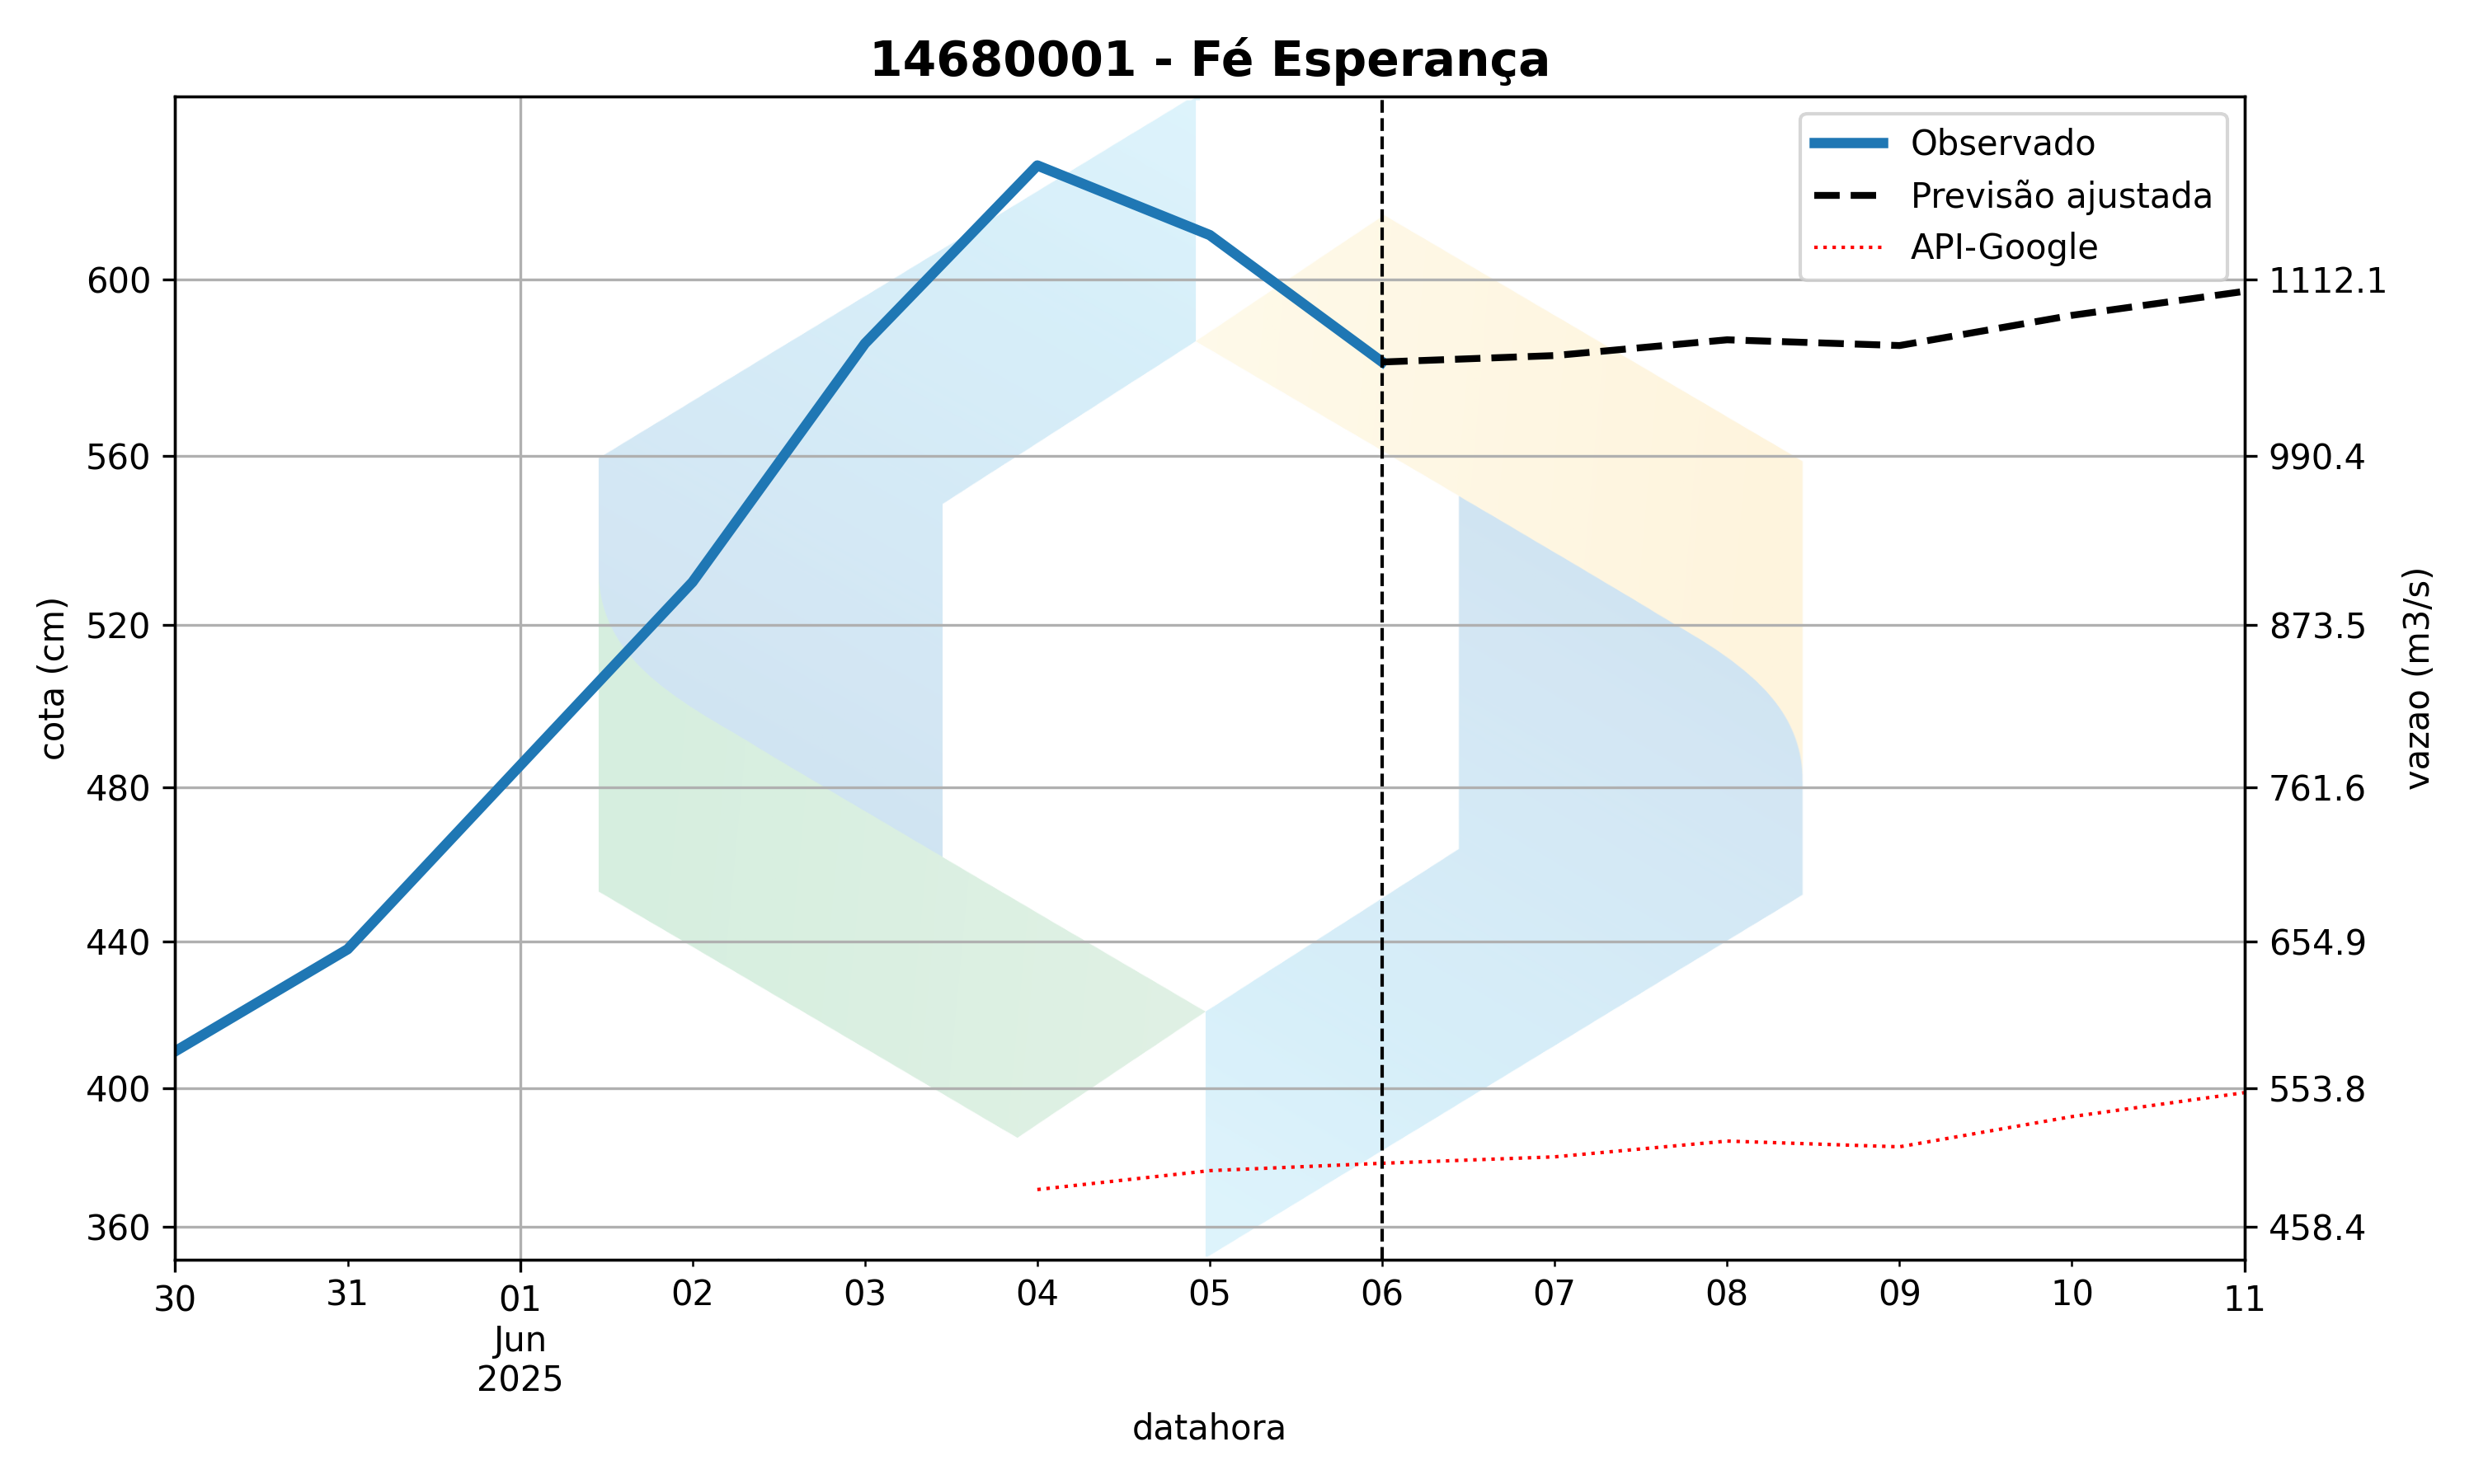 14680001 - Fé Esperança
Observado
Previsão ajustada
API-Google
600
560
520
480
440
400
360
cota (cm)
1112.1
990.4
873.5
761.6
654.9
553.8
458.4
vazao (m3/s)
30 31 01 02 03 04 05 06 07 08 09 10 11
Jun
2025
datahora